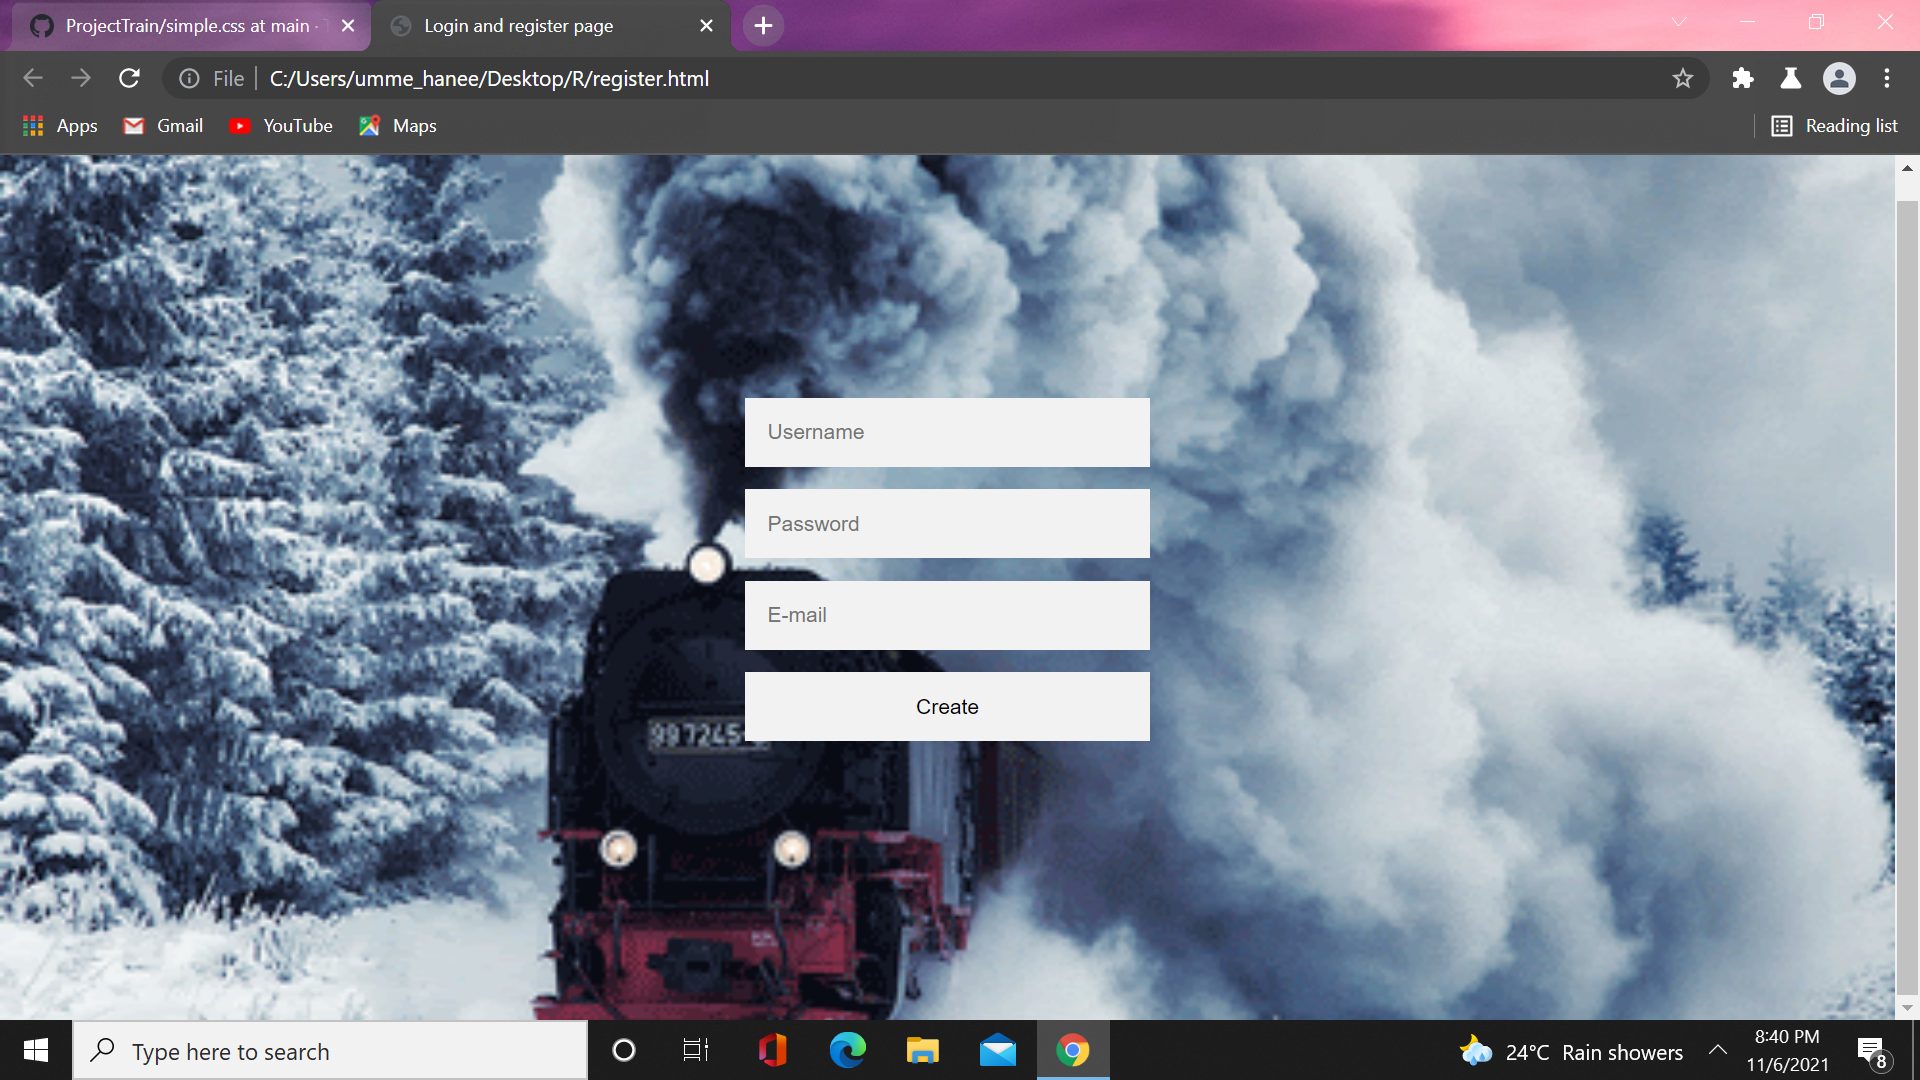 ProjectTrain/simple.css at main ·
Login and register page
File
C:/Users/umme_hanee/Desktop/R/register.html
Apps
Gmail
YouTube
Maps
Reading list
Username
Password
E-mail
Create
Type here to search
24°C Rain showers
8:40 PM
11/6/2021
8